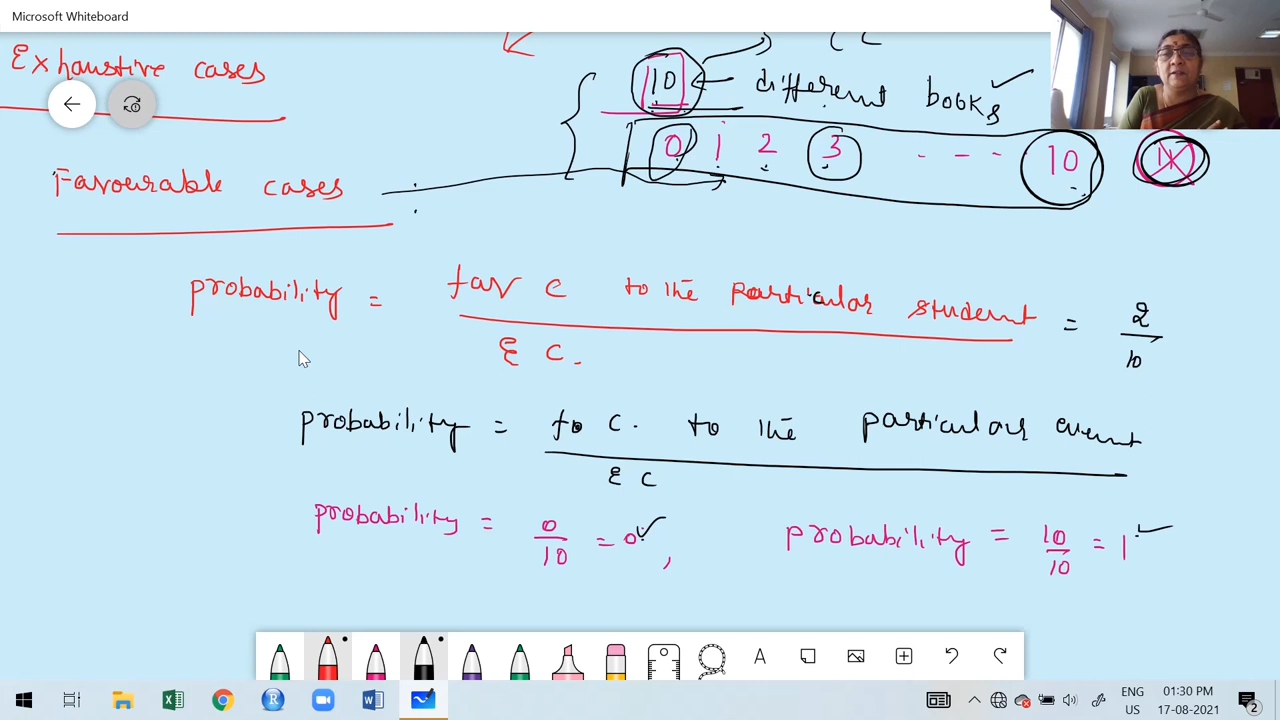 Microsoft Whiteboard
Exhaustive cases
10 different books
0 1 2 3 - - - 10 11
Favourable cases
probability = fav C to the particular student = 2
E C. 10
probability = fo C. to the particular event
E C
probability = 0/10 = 0, probability = 10/10 = 1
A
R
W
ENG
US
01:30 PM
17-08-2021
2